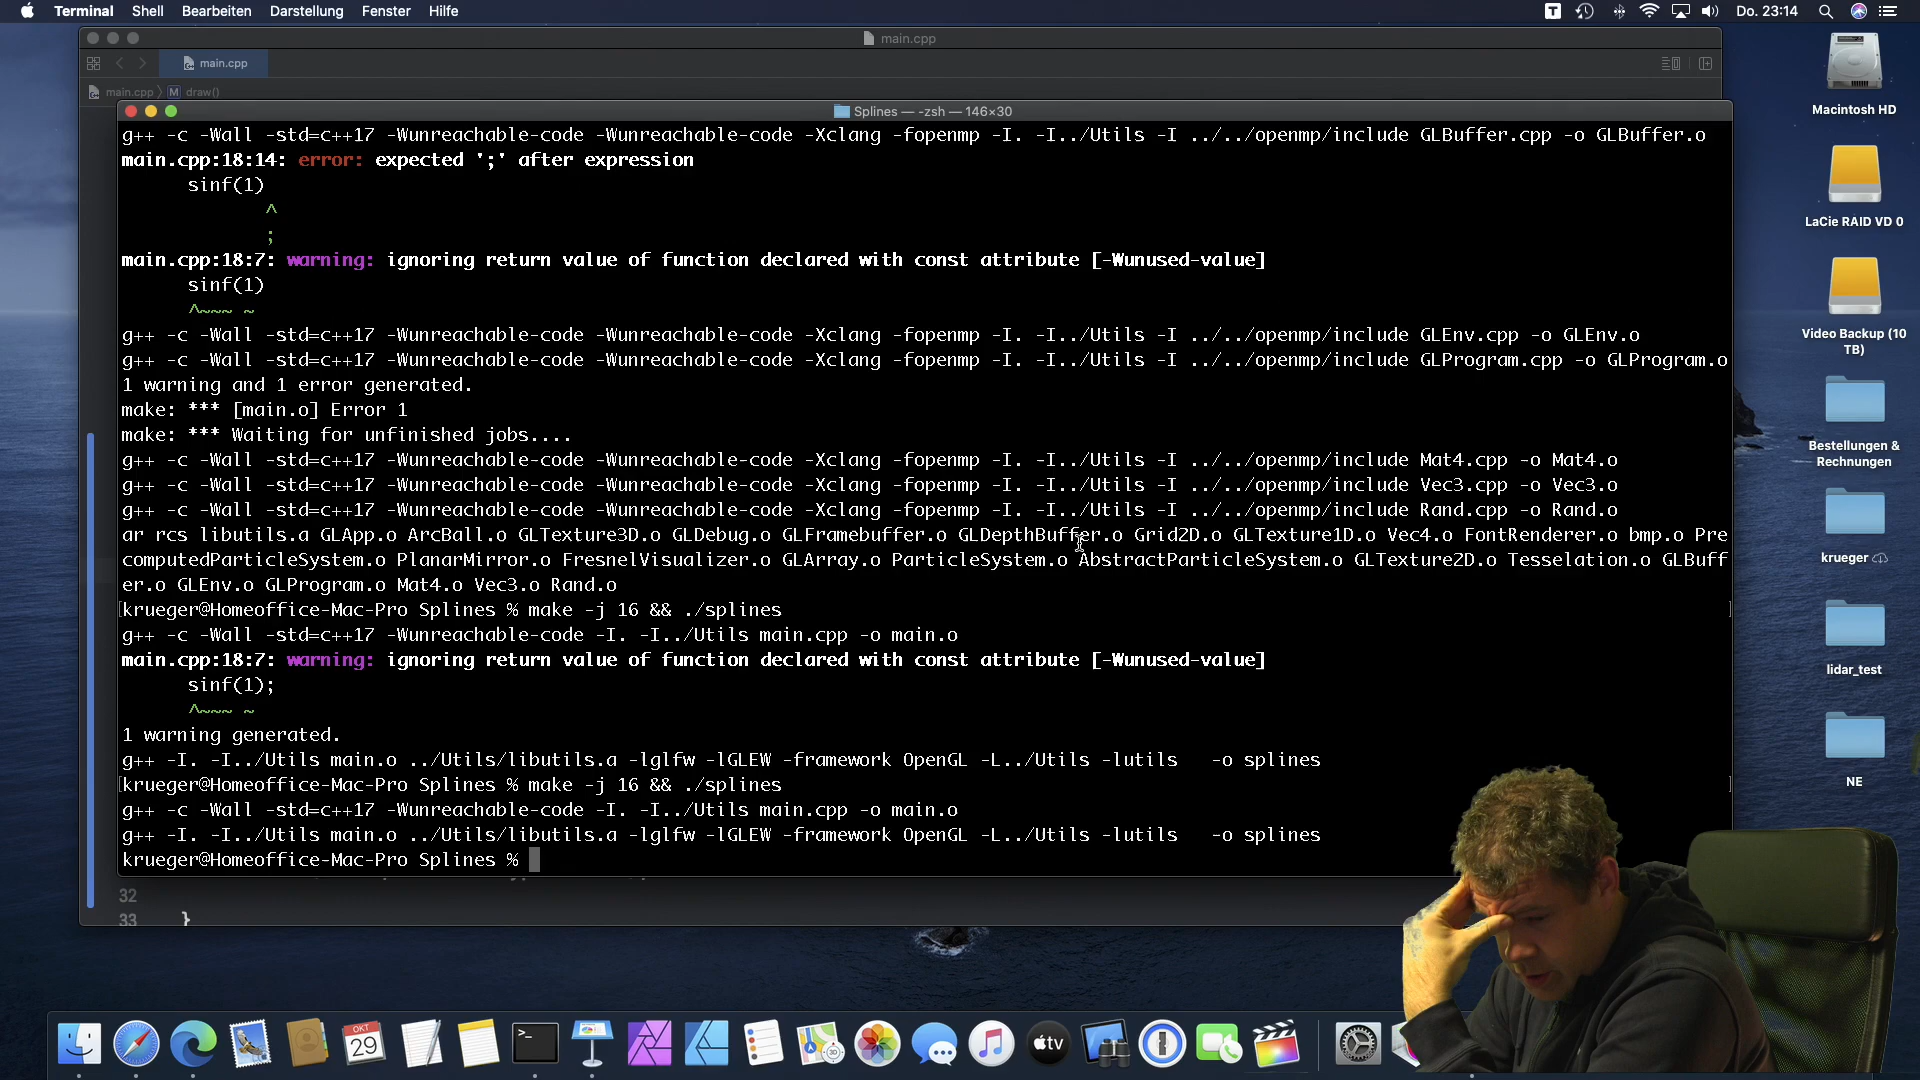 Terminal Shell Bearbeiten Darstellung Fenster Hilfe
T Do. 23:14
main.cpp
main.cpp
main.cpp M draw()
Splines — -zsh — 146×30
g++ -c -Wall -std=c++17 -Wunreachable-code -Wunreachable-code -Xclang -fopenmp -I. -I../Utils -I ../../openmp/include GLBuffer.cpp -o GLBuffer.o
main.cpp:18:14: error: expected ';' after expression
sinf(1)
^
;
main.cpp:18:7: warning: ignoring return value of function declared with const attribute [-Wunused-value]
sinf(1)
^~~~ ~
g++ -c -Wall -std=c++17 -Wunreachable-code -Wunreachable-code -Xclang -fopenmp -I. -I../Utils -I ../../openmp/include GLEnv.cpp -o GLEnv.o
g++ -c -Wall -std=c++17 -Wunreachable-code -Wunreachable-code -Xclang -fopenmp -I. -I../Utils -I ../../openmp/include GLProgram.cpp -o GLProgram.o
1 warning and 1 error generated.
make: *** [main.o] Error 1
make: *** Waiting for unfinished jobs....
g++ -c -Wall -std=c++17 -Wunreachable-code -Wunreachable-code -Xclang -fopenmp -I. -I../Utils -I ../../openmp/include Mat4.cpp -o Mat4.o
g++ -c -Wall -std=c++17 -Wunreachable-code -Wunreachable-code -Xclang -fopenmp -I. -I../Utils -I ../../openmp/include Vec3.cpp -o Vec3.o
g++ -c -Wall -std=c++17 -Wunreachable-code -Wunreachable-code -Xclang -fopenmp -I. -I../Utils -I ../../openmp/include Rand.cpp -o Rand.o
ar rcs libutils.a GLApp.o ArcBall.o GLTexture3D.o GLDebug.o GLFramebuffer.o GLDepthBuffer.o Grid2D.o GLTexture1D.o Vec4.o FontRenderer.o bmp.o Pre
computedParticleSystem.o PlanarMirror.o FresnelVisualizer.o GLArray.o ParticleSystem.o AbstractParticleSystem.o GLTexture2D.o Tesselation.o GLBuff
er.o GLEnv.o GLProgram.o Mat4.o Vec3.o Rand.o
[krueger@Homeoffice-Mac-Pro Splines % make -j 16 && ./splines ]
g++ -c -Wall -std=c++17 -Wunreachable-code -I. -I../Utils main.cpp -o main.o
main.cpp:18:7: warning: ignoring return value of function declared with const attribute [-Wunused-value]
sinf(1);
^~~~ ~
1 warning generated.
g++ -I. -I../Utils main.o ../Utils/libutils.a -lglfw -lGLEW -framework OpenGL -L../Utils -lutils -o splines
[krueger@Homeoffice-Mac-Pro Splines % make -j 16 && ./splines ]
g++ -c -Wall -std=c++17 -Wunreachable-code -I. -I../Utils main.cpp -o main.o
g++ -I. -I../Utils main.o ../Utils/libutils.a -lglfw -lGLEW -framework OpenGL -L../Utils -lutils -o splines
krueger@Homeoffice-Mac-Pro Splines %
32
33 }
Macintosh HD
LaCie RAID VD 0
Video Backup (10
TB)
Bestellungen &
Rechnungen
krueger
lidar_test
NE
OKT
29
tv